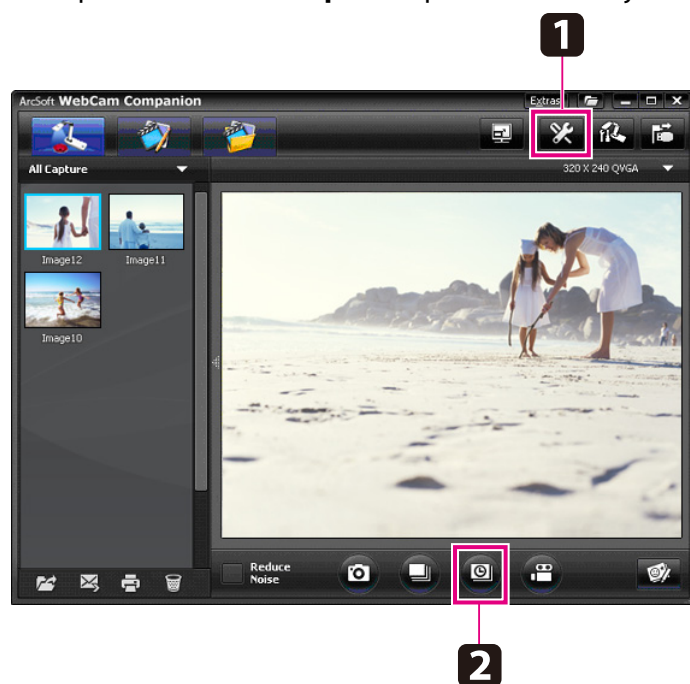 1
ArcSoft WebCam Companion
Extras
All Capture
320 X 240 QVGA
Image12
Image11
Image10
Reduce
Noise
2